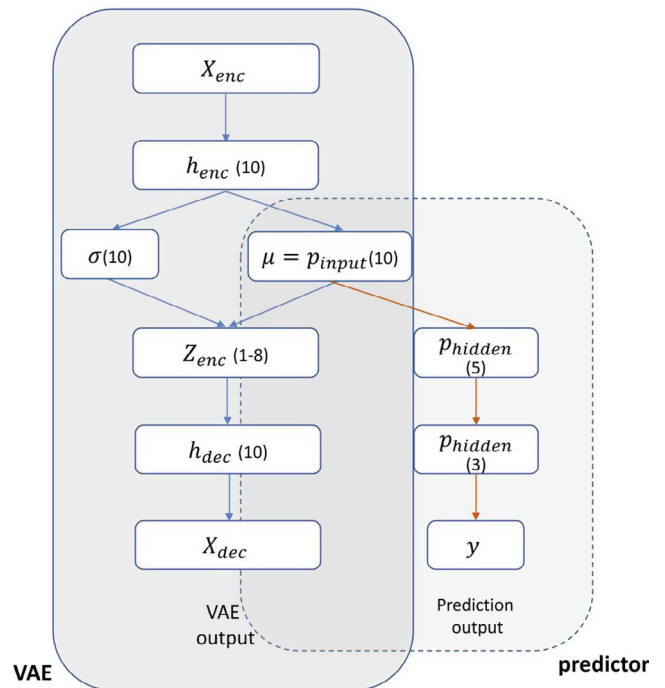 X_enc
h_enc (10)
σ(10)
μ = p_input(10)
Z_enc (1-8)
p_hidden
(5)
h_dec (10)
p_hidden
(3)
X_dec
y
VAE
output
Prediction
output
VAE
predictor